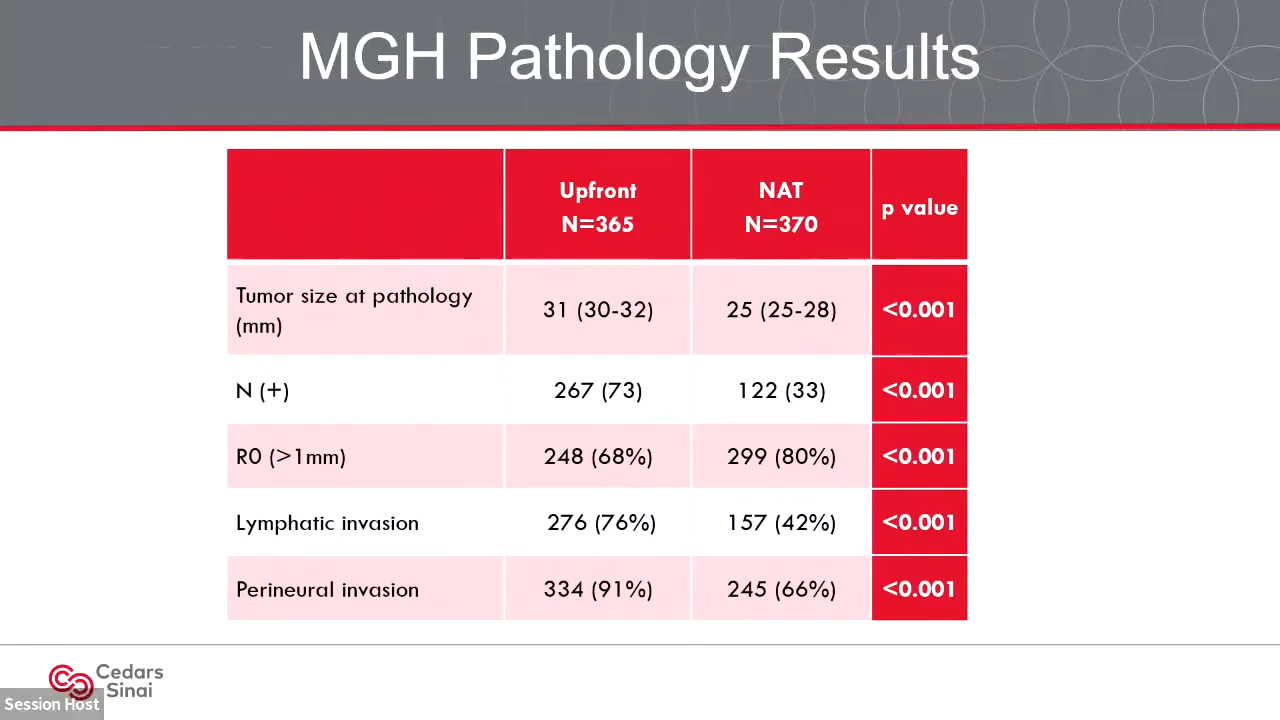 MGH Pathology Results
Upfront
N=365
NAT
N=370
p value
Tumor size at pathology
(mm)
31 (30-32)
25 (25-28)
<0.001
N (+)
267 (73)
122 (33)
<0.001
R0 (>1mm)
248 (68%)
299 (80%)
<0.001
Lymphatic invasion
276 (76%)
157 (42%)
<0.001
Perineural invasion
334 (91%)
245 (66%)
<0.001
Cedars
Sinai
Session Host